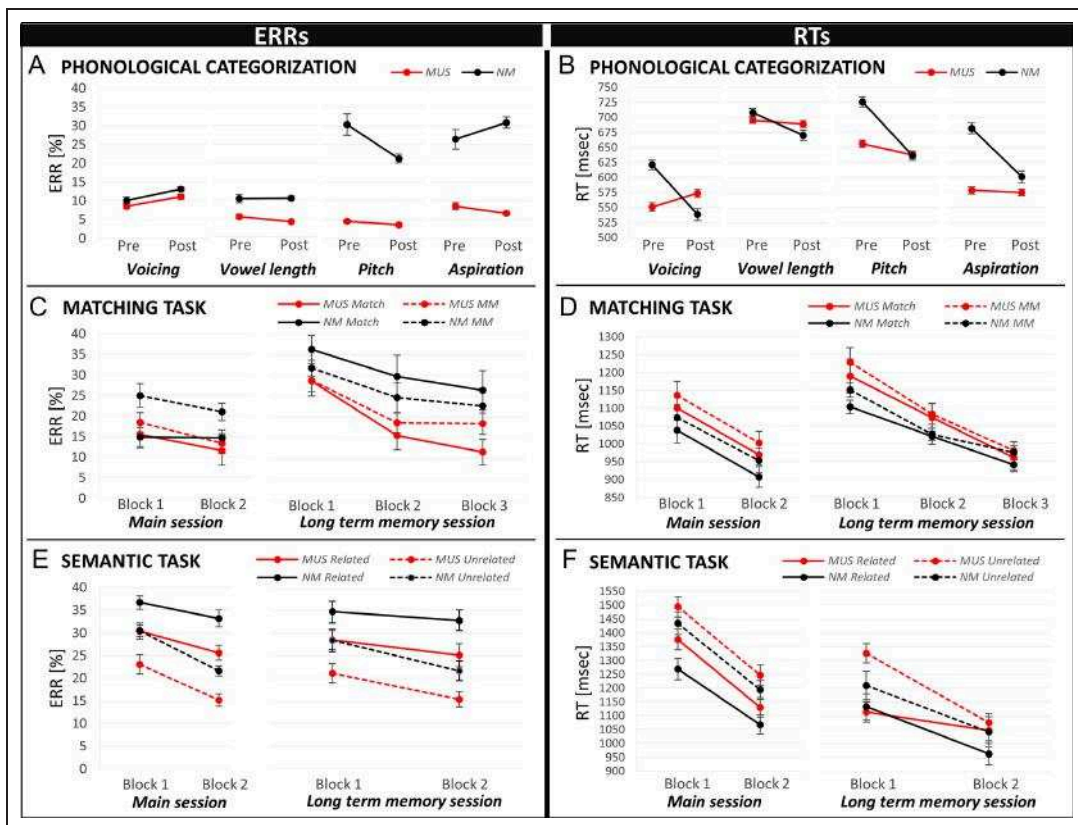 ERRs
RTs
A PHONOLOGICAL CATEGORIZATION
MUS NM
ERR [%]
40
35
30
25
20
15
10
5
0
Pre Post Pre Post Pre Post Pre Post
Voicing Vowel length Pitch Aspiration
B PHONOLOGICAL CATEGORIZATION
MUS NM
RT [msec]
750
725
700
675
650
625
600
575
550
525
500
Pre Post Pre Post Pre Post Pre Post
Voicing Vowel length Pitch Aspiration
C MATCHING TASK
MUS Match MUS MM
NM Match NM MM
ERR [%]
40
35
30
25
20
15
10
5
0
Block 1 Block 2 Block 1 Block 2 Block 3
Main session Long term memory session
D MATCHING TASK
MUS Match MUS MM
NM Match NM MM
RT [msec]
1300
1250
1200
1150
1100
1050
1000
950
900
850
Block 1 Block 2 Block 1 Block 2 Block 3
Main session Long term memory session
E SEMANTIC TASK
MUS Related MUS Unrelated
NM Related NM Unrelated
ERR [%]
40
35
30
25
20
15
10
5
0
Block 1 Block 2 Block 1 Block 2
Main session Long term memory session
F SEMANTIC TASK
MUS Related MUS Unrelated
NM Related NM Unrelated
RT [msec]
1550
1500
1450
1400
1350
1300
1250
1200
1150
1100
1050
1000
950
900
Block 1 Block 2 Block 1 Block 2
Main session Long term memory session